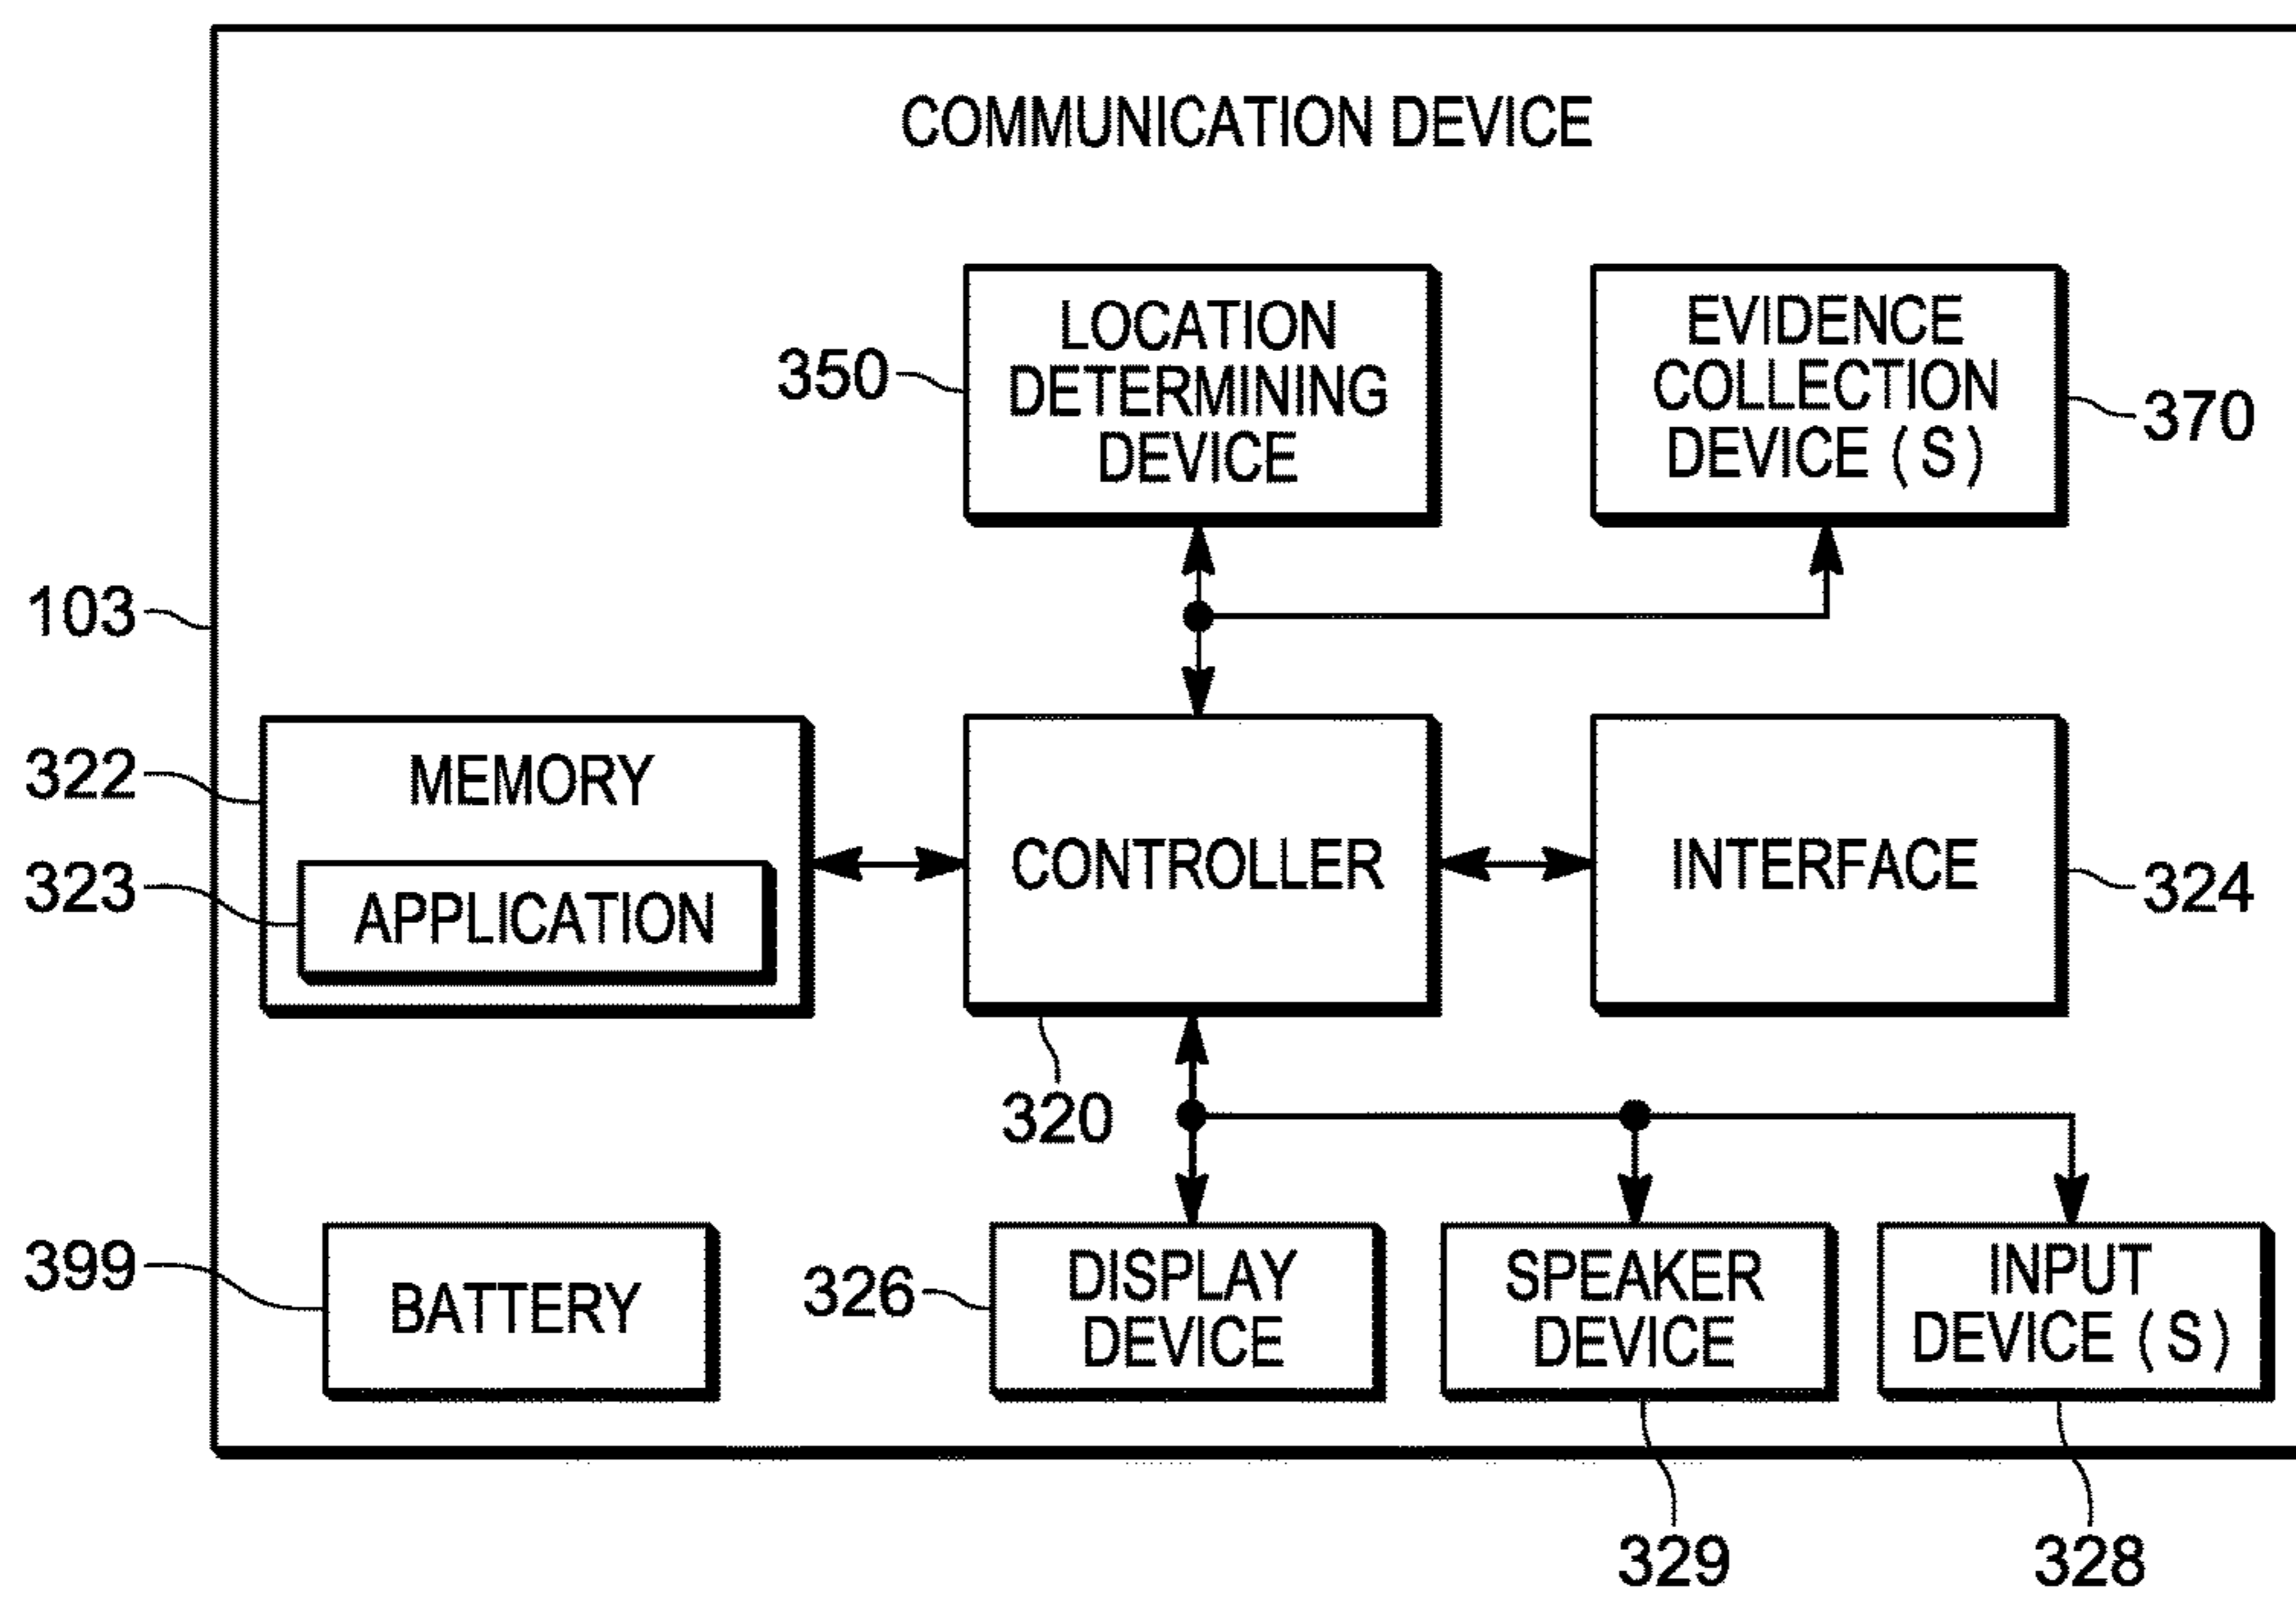 COMMUNICATION DEVICE
LOCATION
DETERMINING
DEVICE
350
EVIDENCE
COLLECTION
DEVICE (S)
370
103
322
MEMORY
323
APPLICATION
CONTROLLER
320
INTERFACE
324
399
BATTERY
326
DISPLAY
DEVICE
SPEAKER
DEVICE
INPUT
DEVICE (S)
329
328